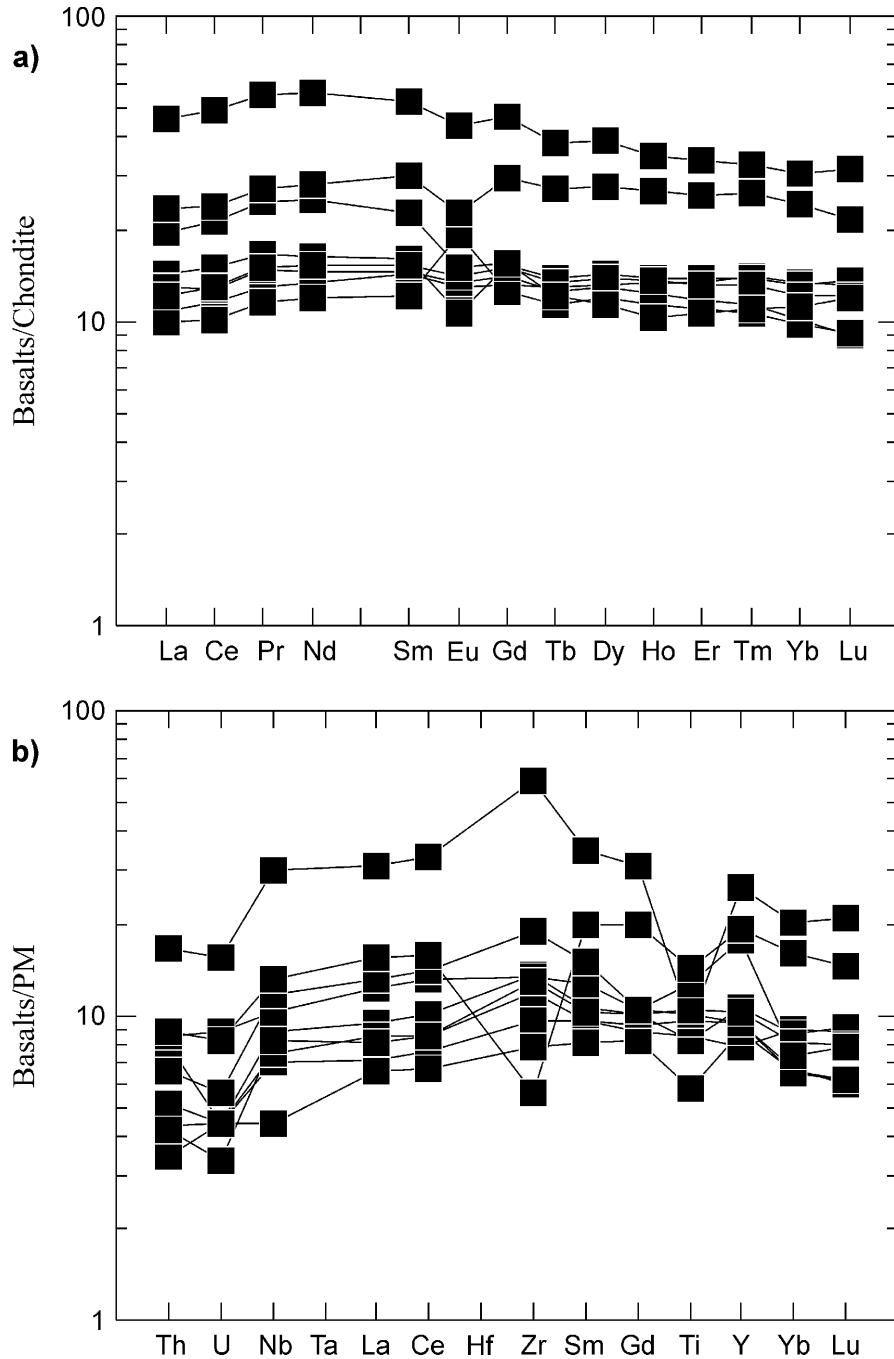 a)
100
10
1
Basalts/Chondite
La Ce Pr Nd Sm Eu Gd Tb Dy Ho Er Tm Yb Lu
b)
100
10
1
Basalts/PM
Th U Nb Ta La Ce Hf Zr Sm Gd Ti Y Yb Lu